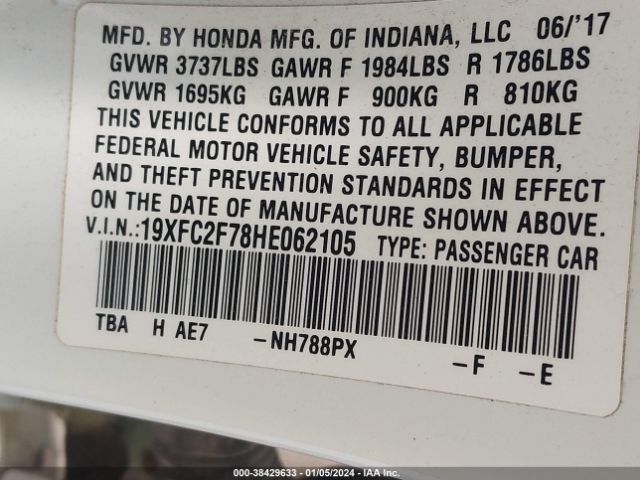 MFD. BY HONDA MFG. OF INDIANA, LLC 06/'17
GVWR 3737LBS GAWR F 1984LBS R 1786LBS
GVWR 1695KG GAWR F 900KG R 810KG
THIS VEHICLE CONFORMS TO ALL APPLICABLE
FEDERAL MOTOR VEHICLE SAFETY, BUMPER,
AND THEFT PREVENTION STANDARDS IN EFFECT
ON THE DATE OF MANUFACTURE SHOWN ABOVE.
V.I.N.:19XFC2F78HE062105 TYPE: PASSENGER CAR
TBA H AE7 -NH788PX -F -E
000-38429633 - 01/05/2024 - IAA Inc.